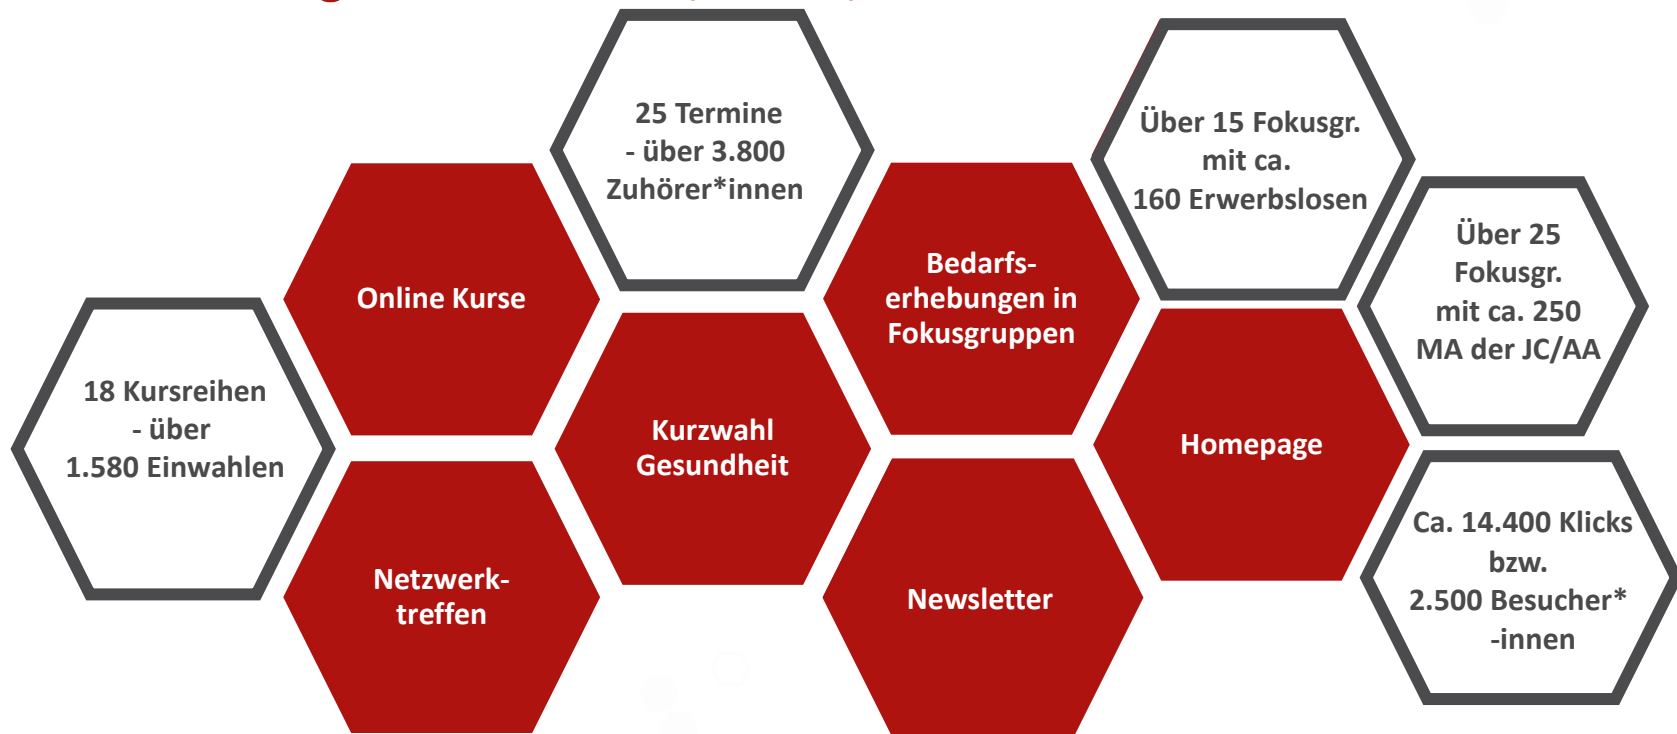 25 Termine
- über 3.800
Zuhörer*innen
Über 15 Fokusgr.
mit ca.
160 Erwerbslosen
Online Kurse
Bedarfs-
erhebungen in
Fokusgruppen
Über 25
Fokusgr.
mit ca. 250
MA der JC/AA
18 Kursreihen
- über
1.580 Einwahlen
Kurzwahl
Gesundheit
Homepage
Netzwerk-
treffen
Newsletter
Ca. 14.400 Klicks
bzw.
2.500 Besucher*
-innen